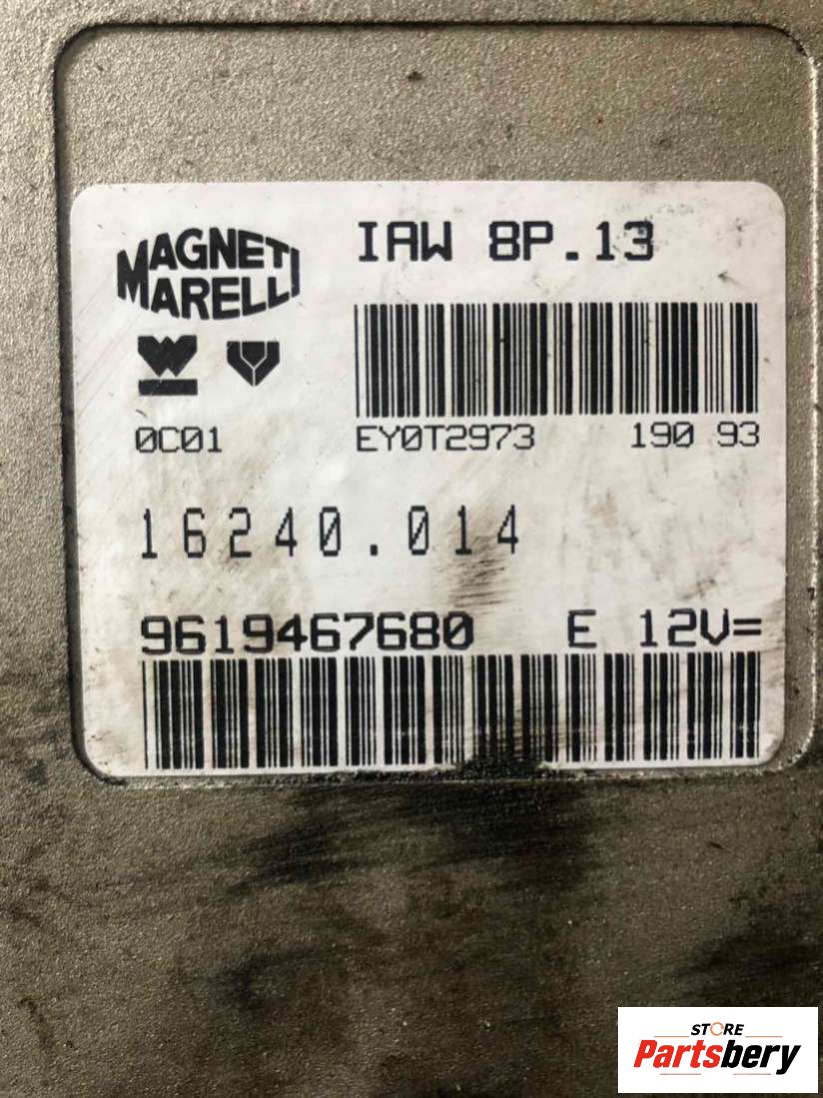 MAGNETI
MARELLI
IAW 8P.13
0C01
EY0T2973 190 93
16240.014
9619467680 E 12V=
STORE
Partsbery